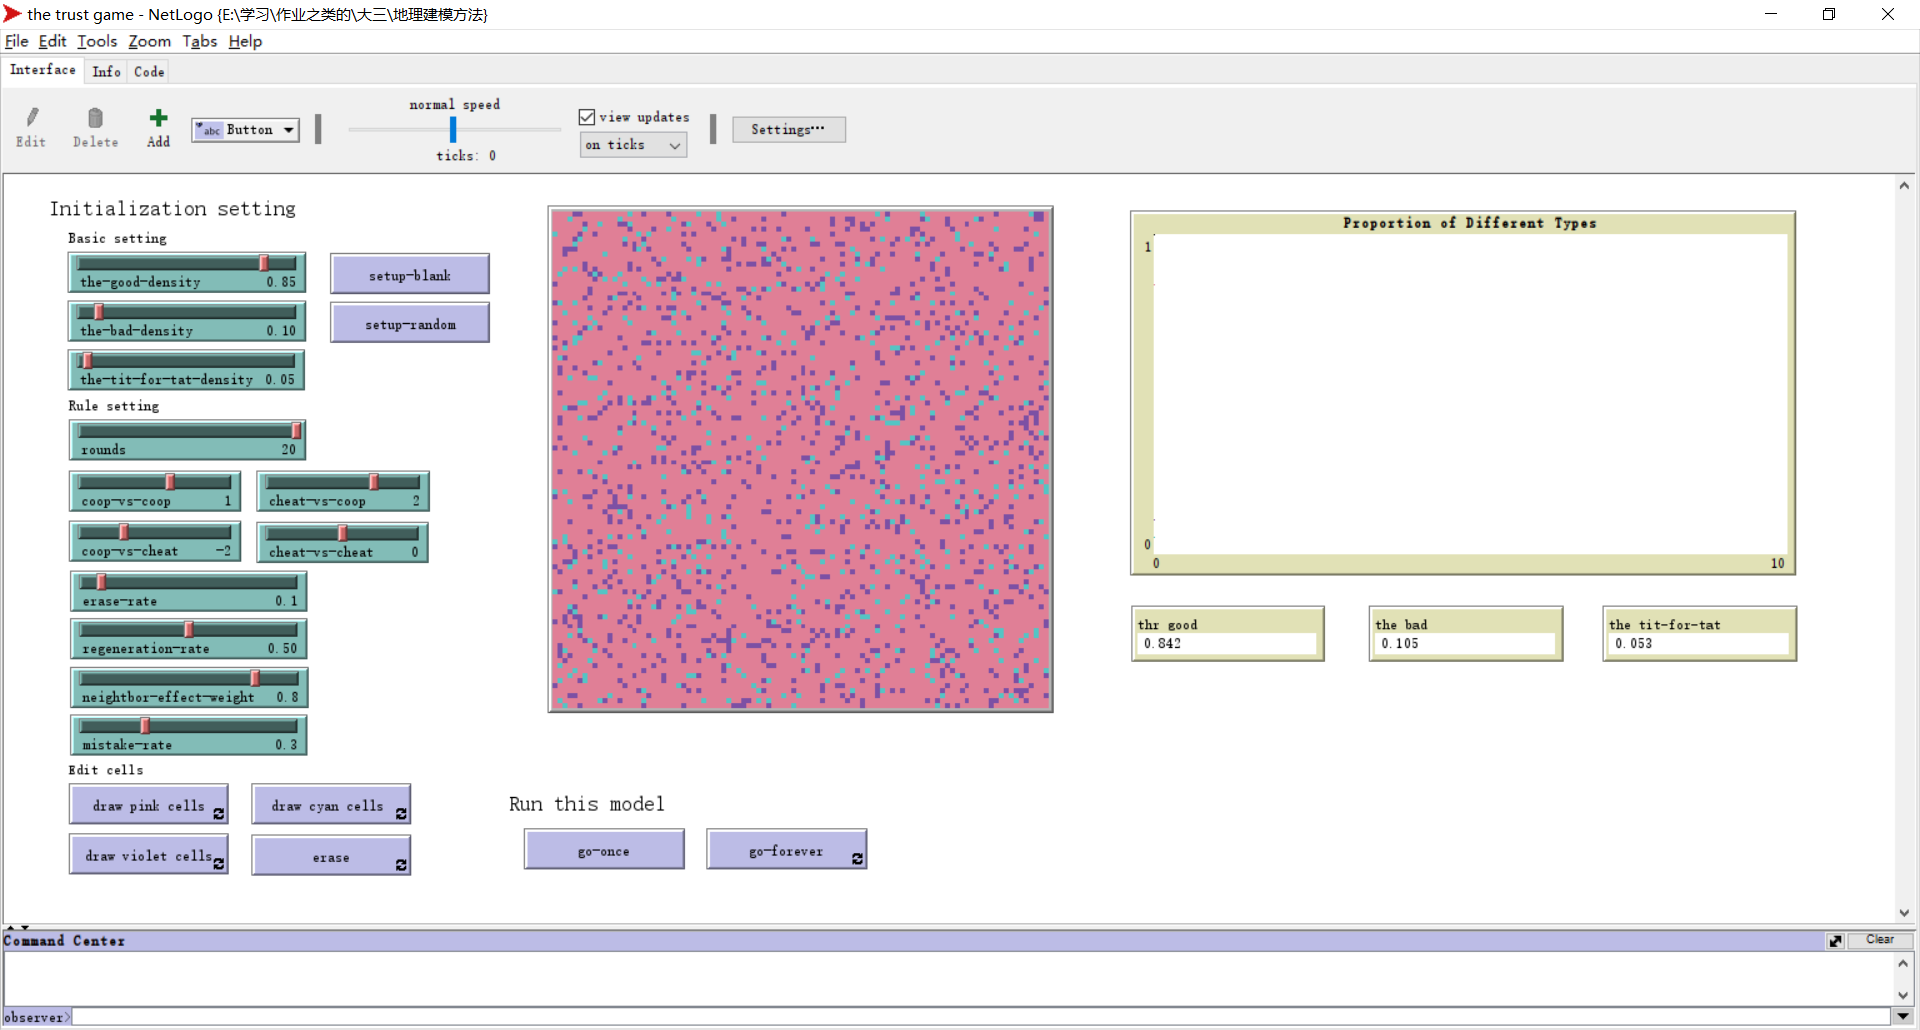 the trust game - NetLogo {E:\学习\作业之类的\大三\地理建模方法}
File Edit Tools Zoom Tabs Help
Interface Info Code
Edit Delete Add abc Button normal speed ticks: 0 view updates on ticks Settings...
Initialization setting
Basic setting
the-good-density 0.85
setup-blank
the-bad-density 0.10
setup-random
the-tit-for-tat-density 0.05
Rule setting
rounds 20
coop-vs-coop 1
cheat-vs-coop 2
coop-vs-cheat -2
cheat-vs-cheat 0
erase-rate 0.1
regeneration-rate 0.50
neightbor-effect-weight 0.8
mistake-rate 0.3
Edit cells
draw pink cells
draw cyan cells
draw violet cells
erase
Run this model
go-once
go-forever
Proportion of Different Types
1
0
0 10
thr good
0.842
the bad
0.105
the tit-for-tat
0.053
Command Center
Clear
observer>